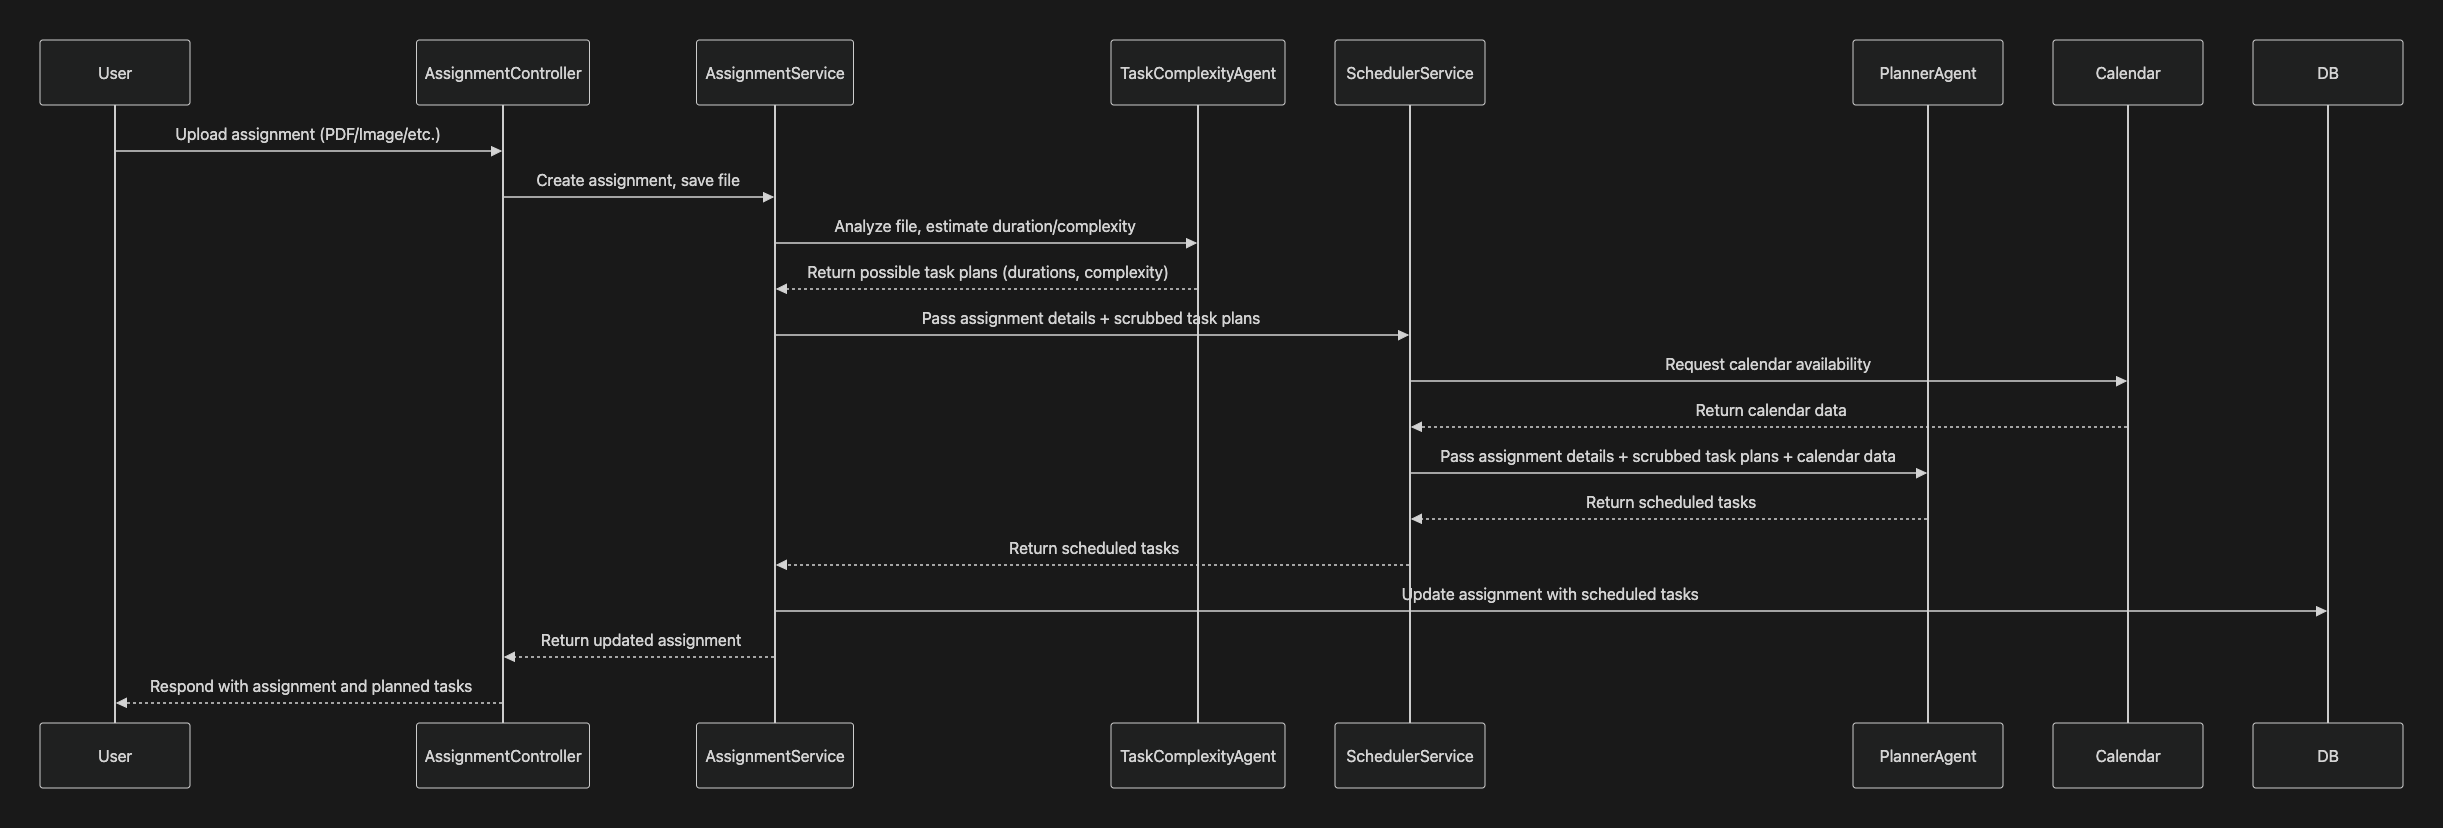 User
AssignmentController
AssignmentService
TaskComplexityAgent
SchedulerService
PlannerAgent
Calendar
DB
Upload assignment (PDF/Image/etc.)
Create assignment, save file
Analyze file, estimate duration/complexity
Return possible task plans (durations, complexity)
Pass assignment details + scrubbed task plans
Request calendar availability
Return calendar data
Pass assignment details + scrubbed task plans + calendar data
Return scheduled tasks
Return scheduled tasks
Update assignment with scheduled tasks
Return updated assignment
Respond with assignment and planned tasks
User
AssignmentController
AssignmentService
TaskComplexityAgent
SchedulerService
PlannerAgent
Calendar
DB